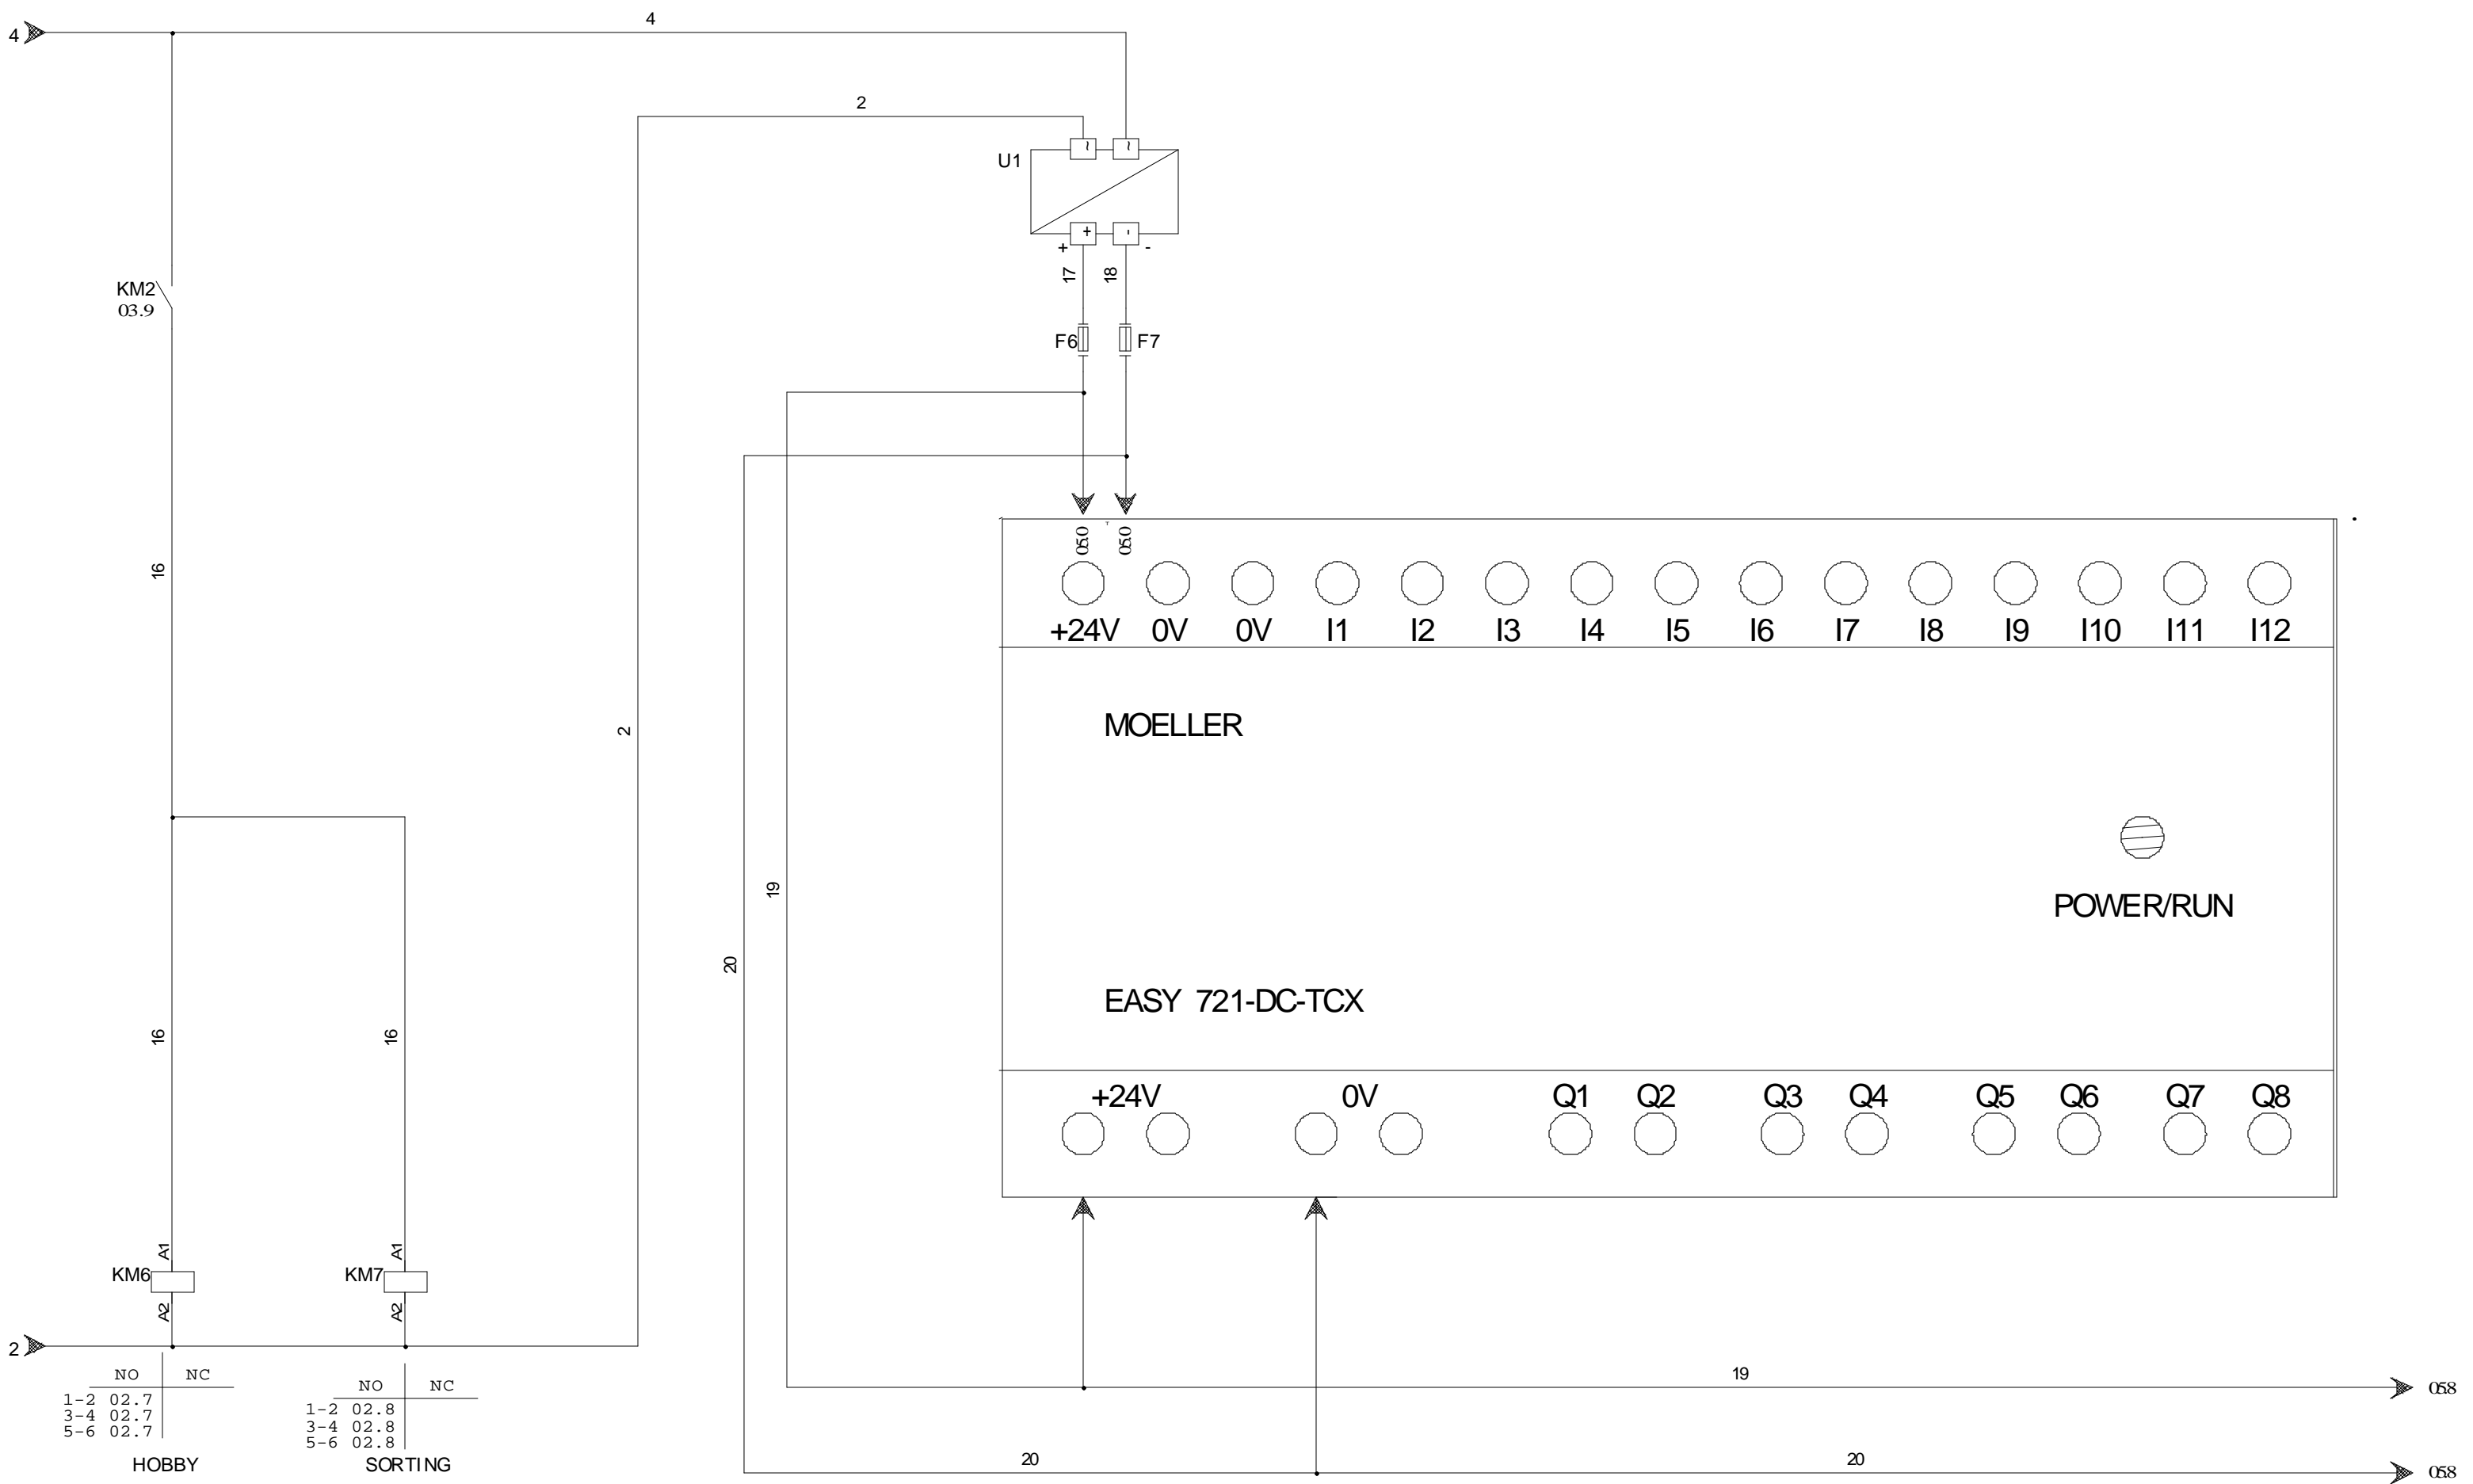 4
4
2
U1
~ ~
+ -
+ -
17 18
KM2
03.9
F6 F7
05.0 05.0
T
16
+24V 0V 0V I1 I2 I3 I4 I5 I6 I7 I8 I9 I10 I11 I12
MOELLER
2
19
POWER/RUN
20
EASY 721-DC-TCX
16 16
+24V 0V Q1 Q2 Q3 Q4 Q5 Q6 Q7 Q8
A1 A1
KM6 KM7
A2 A2
2
NO NC
1-2 02.7
3-4 02.7
5-6 02.7
HOBBY
NO NC
1-2 02.8
3-4 02.8
5-6 02.8
SORTING
19 05.8
20 20 05.8